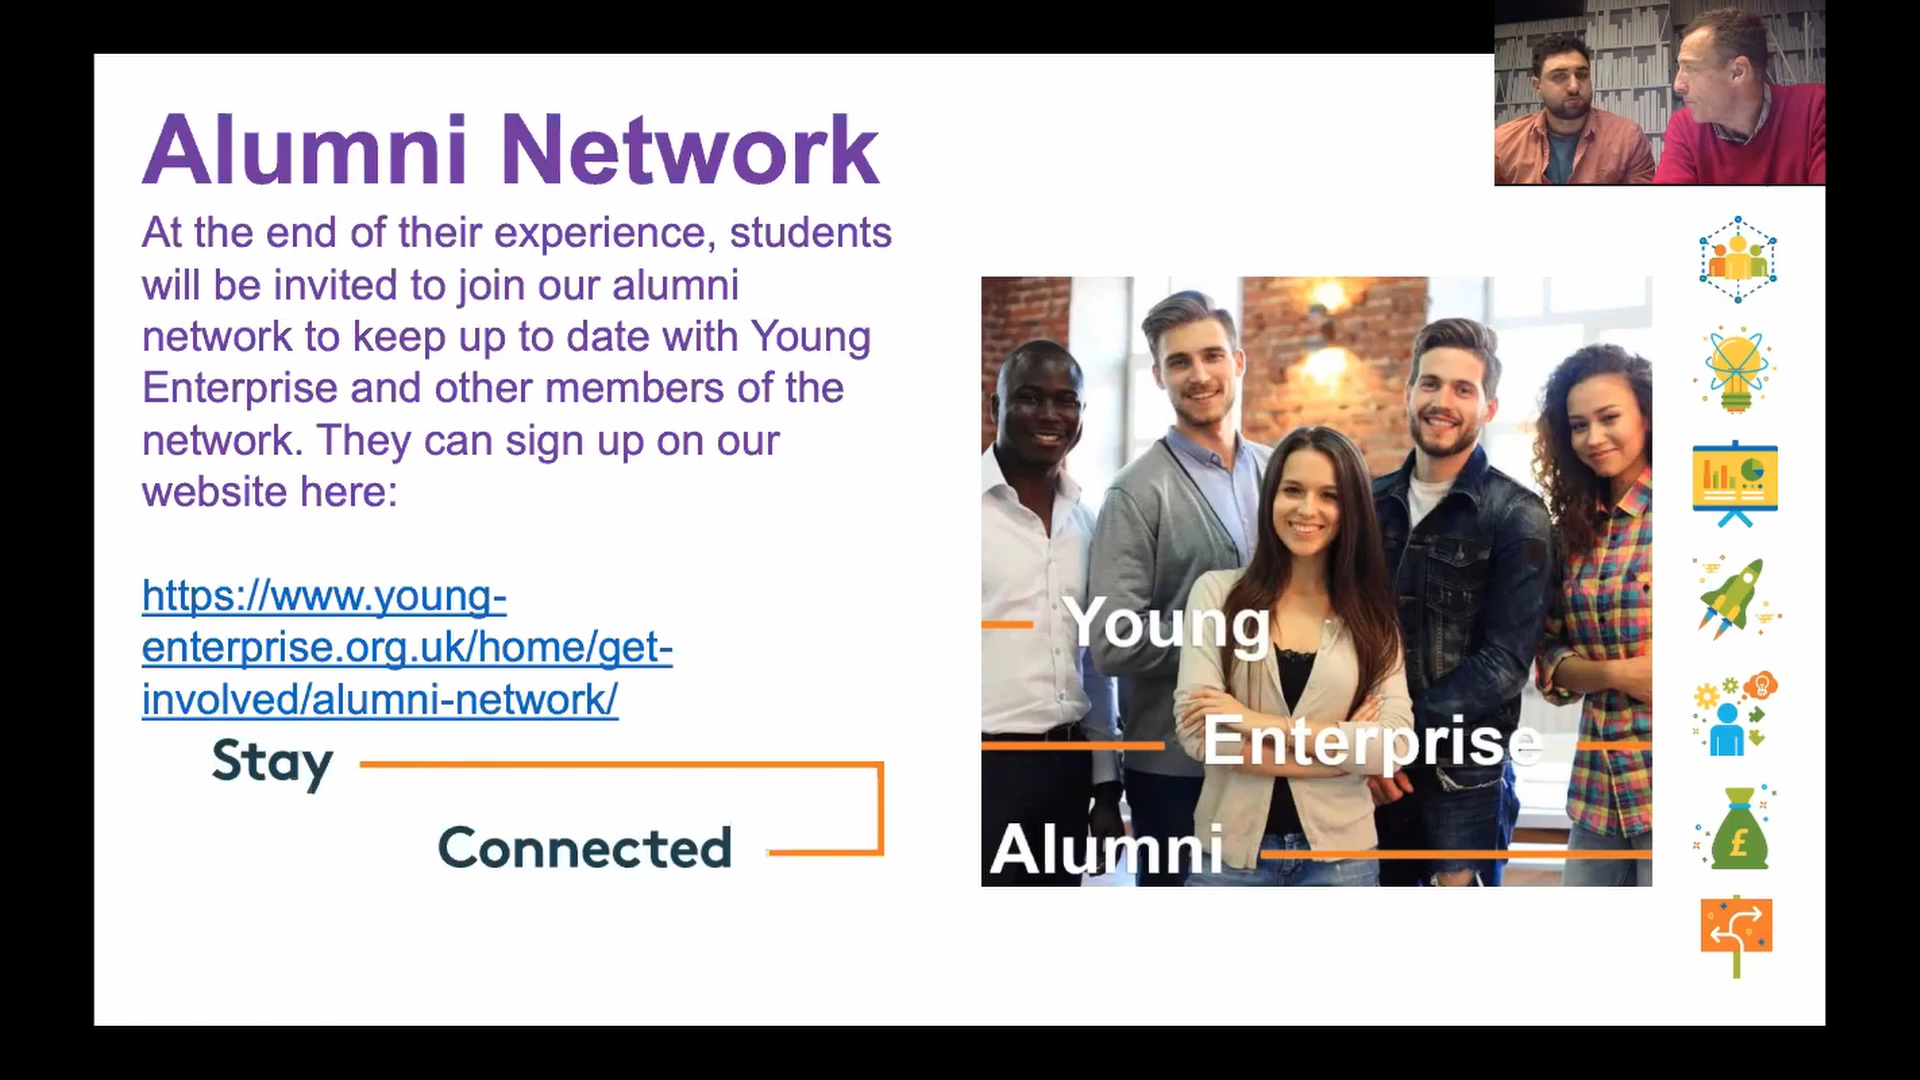 Alumni Network
At the end of their experience, students
will be invited to join our alumni
network to keep up to date with Young
Enterprise and other members of the
network. They can sign up on our
website here:
https://www.young-
enterprise.org.uk/home/get-
involved/alumni-network/
Stay
Connected
Young
Enterprise
Alumni
£